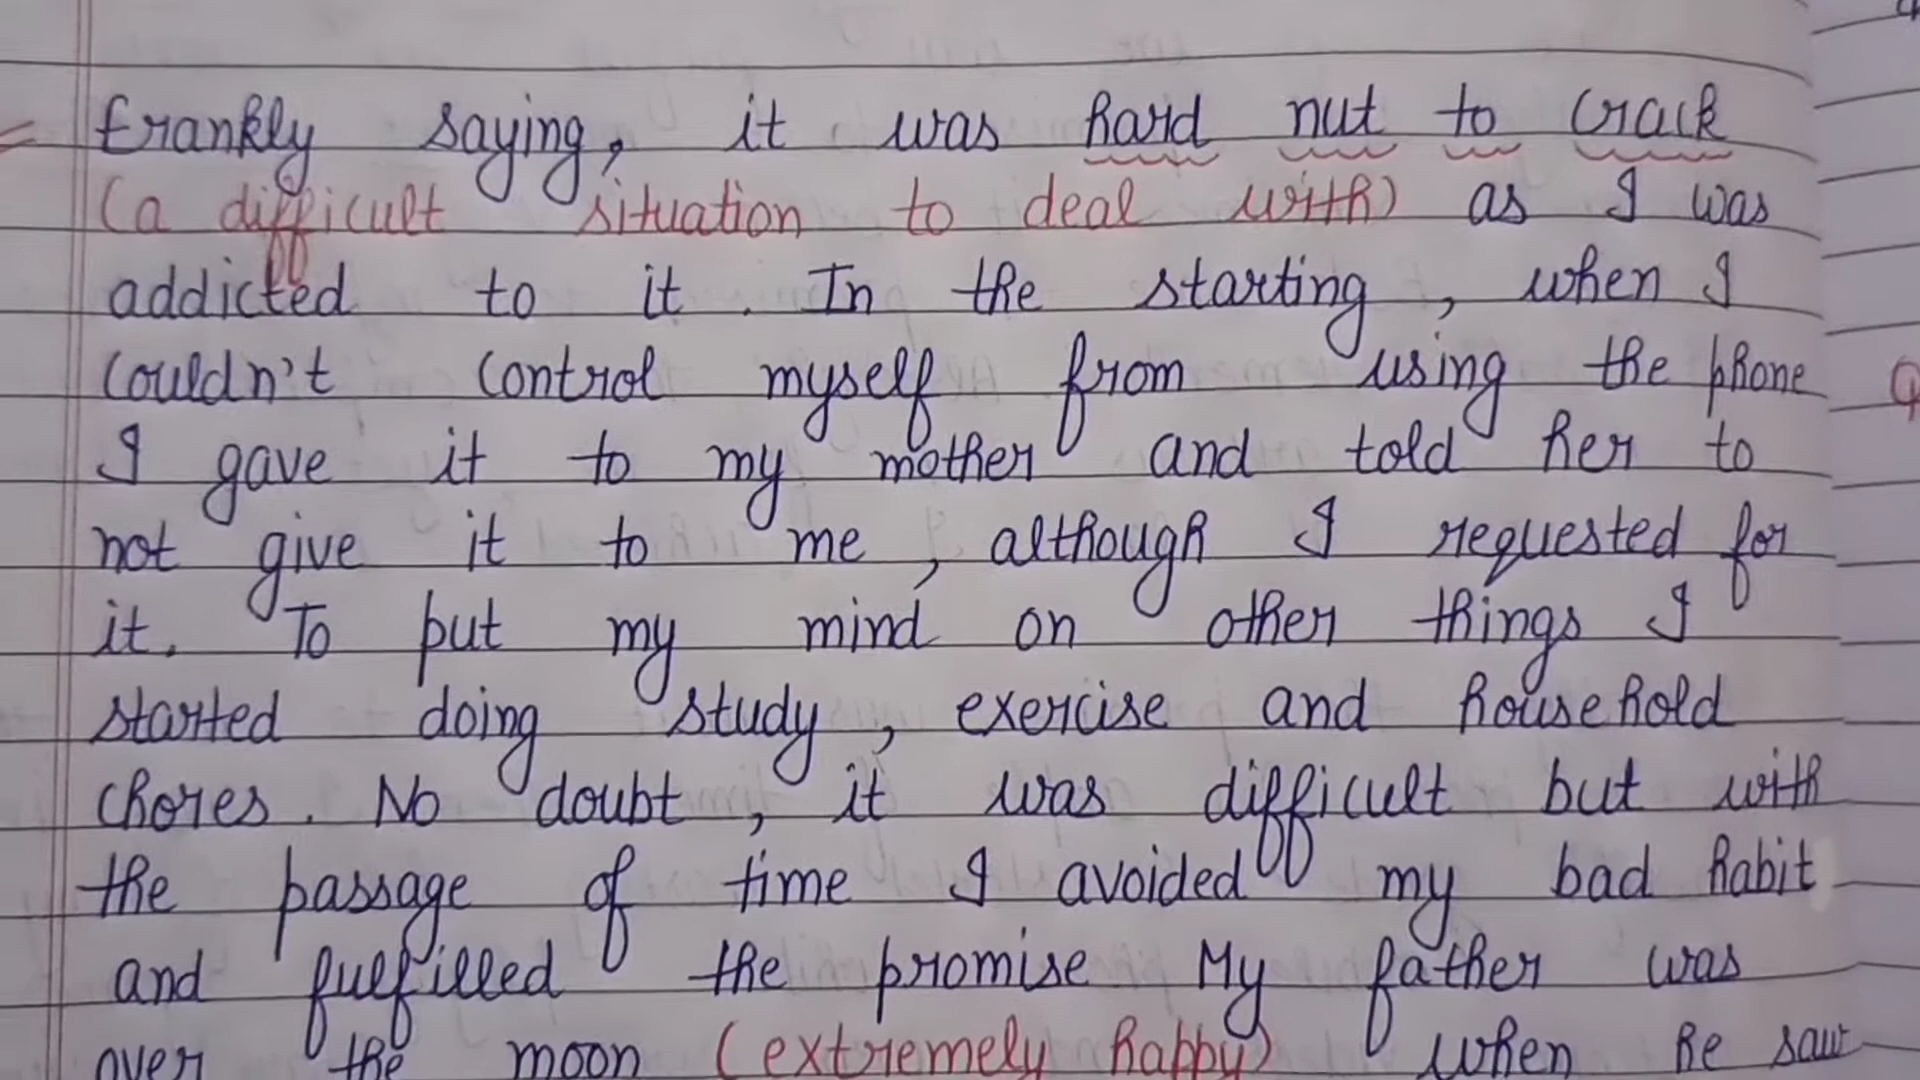 frankly saying, it was hard nut to crack
(a difficult situation to deal with) as I was
addicted to it. In the starting, when I
couldn't control myself from using the phone
I gave it to my mother and told her to
not give it to me, although I requested for
it. To put my mind on other things I
started doing study, exercise and household
chores. No doubt, it was difficult but with
the passage of time I avoided my bad habit
and fulfilled the promise My father was
over the moon (extremely happy) when he saw